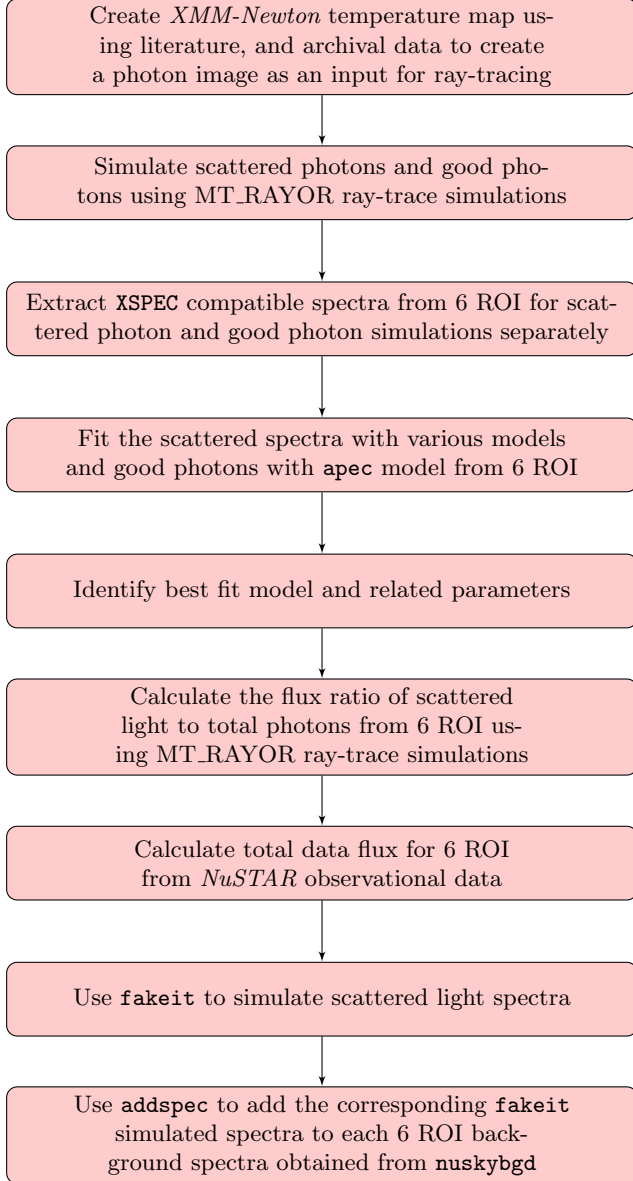 Create XMM-Newton temperature map us-
ing literature, and archival data to create
a photon image as an input for ray-tracing
Simulate scattered photons and good pho-
tons using MT_RAYOR ray-trace simulations
Extract XSPEC compatible spectra from 6 ROI for scat-
tered photon and good photon simulations separately
Fit the scattered spectra with various models
and good photons with apec model from 6 ROI
Identify best fit model and related parameters
Calculate the flux ratio of scattered
light to total photons from 6 ROI us-
ing MT_RAYOR ray-trace simulations
Calculate total data flux for 6 ROI
from NuSTAR observational data
Use fakeit to simulate scattered light spectra
Use addspec to add the corresponding fakeit
simulated spectra to each 6 ROI back-
ground spectra obtained from nuskybgd